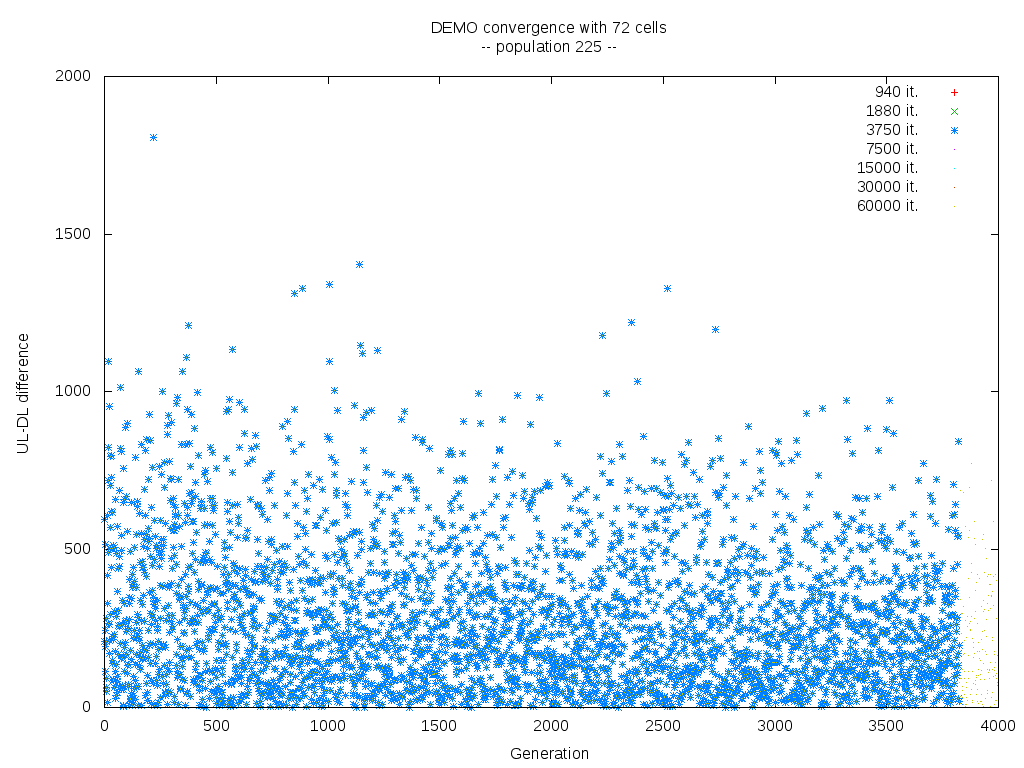 DEMO convergence with 72 cells
-- population 225 --
2000
1500
1000
500
0
UL-DL difference
940 it.
1880 it.
3750 it.
7500 it.
15000 it.
30000 it.
60000 it.
0 500 1000 1500 2000 2500 3000 3500 4000
Generation